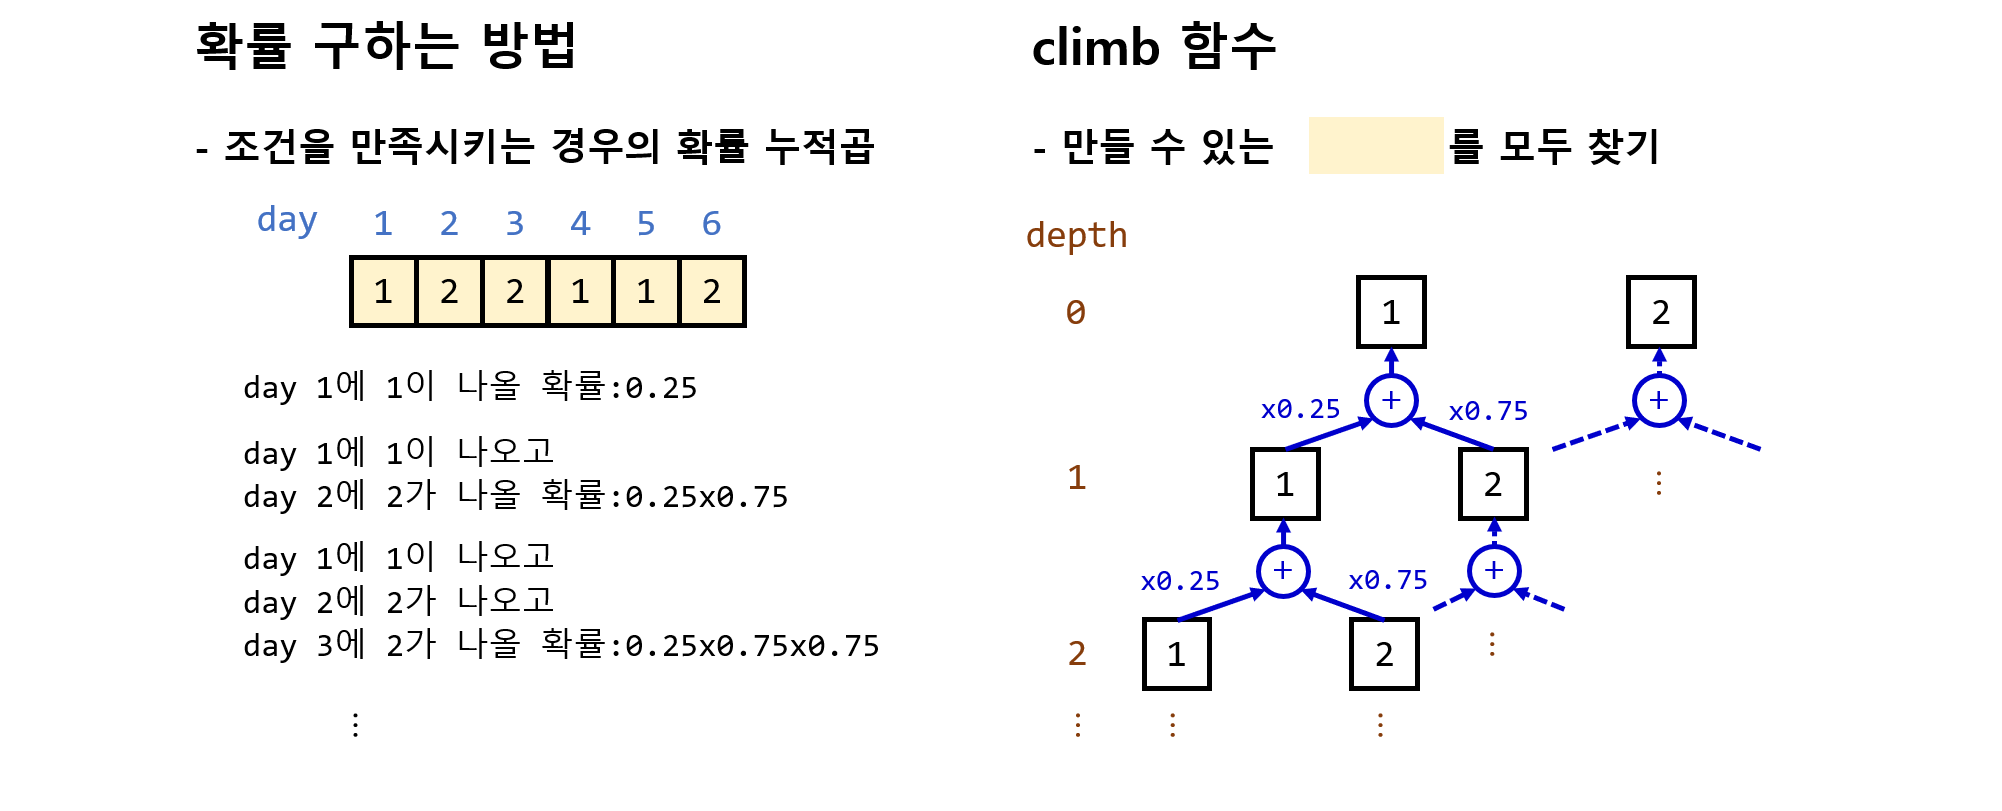 확률 구하는 방법
- 조건을 만족시키는 경우의 확률 누적곱
day 1 2 3 4 5 6
1 2 2 1 1 2
day 1에 1이 나올 확률:0.25
day 1에 1이 나오고
day 2에 2가 나올 확률:0.25x0.75
day 1에 1이 나오고
day 2에 2가 나오고
day 3에 2가 나올 확률:0.25x0.75x0.75
⋮
climb 함수
- 만들 수 있는 를 모두 찾기
depth
0 1 2
+ +
x0.25 x0.75
1 1 2 ⋮
+ +
x0.25 x0.75
2 1 2 ⋮
⋮ ⋮ ⋮